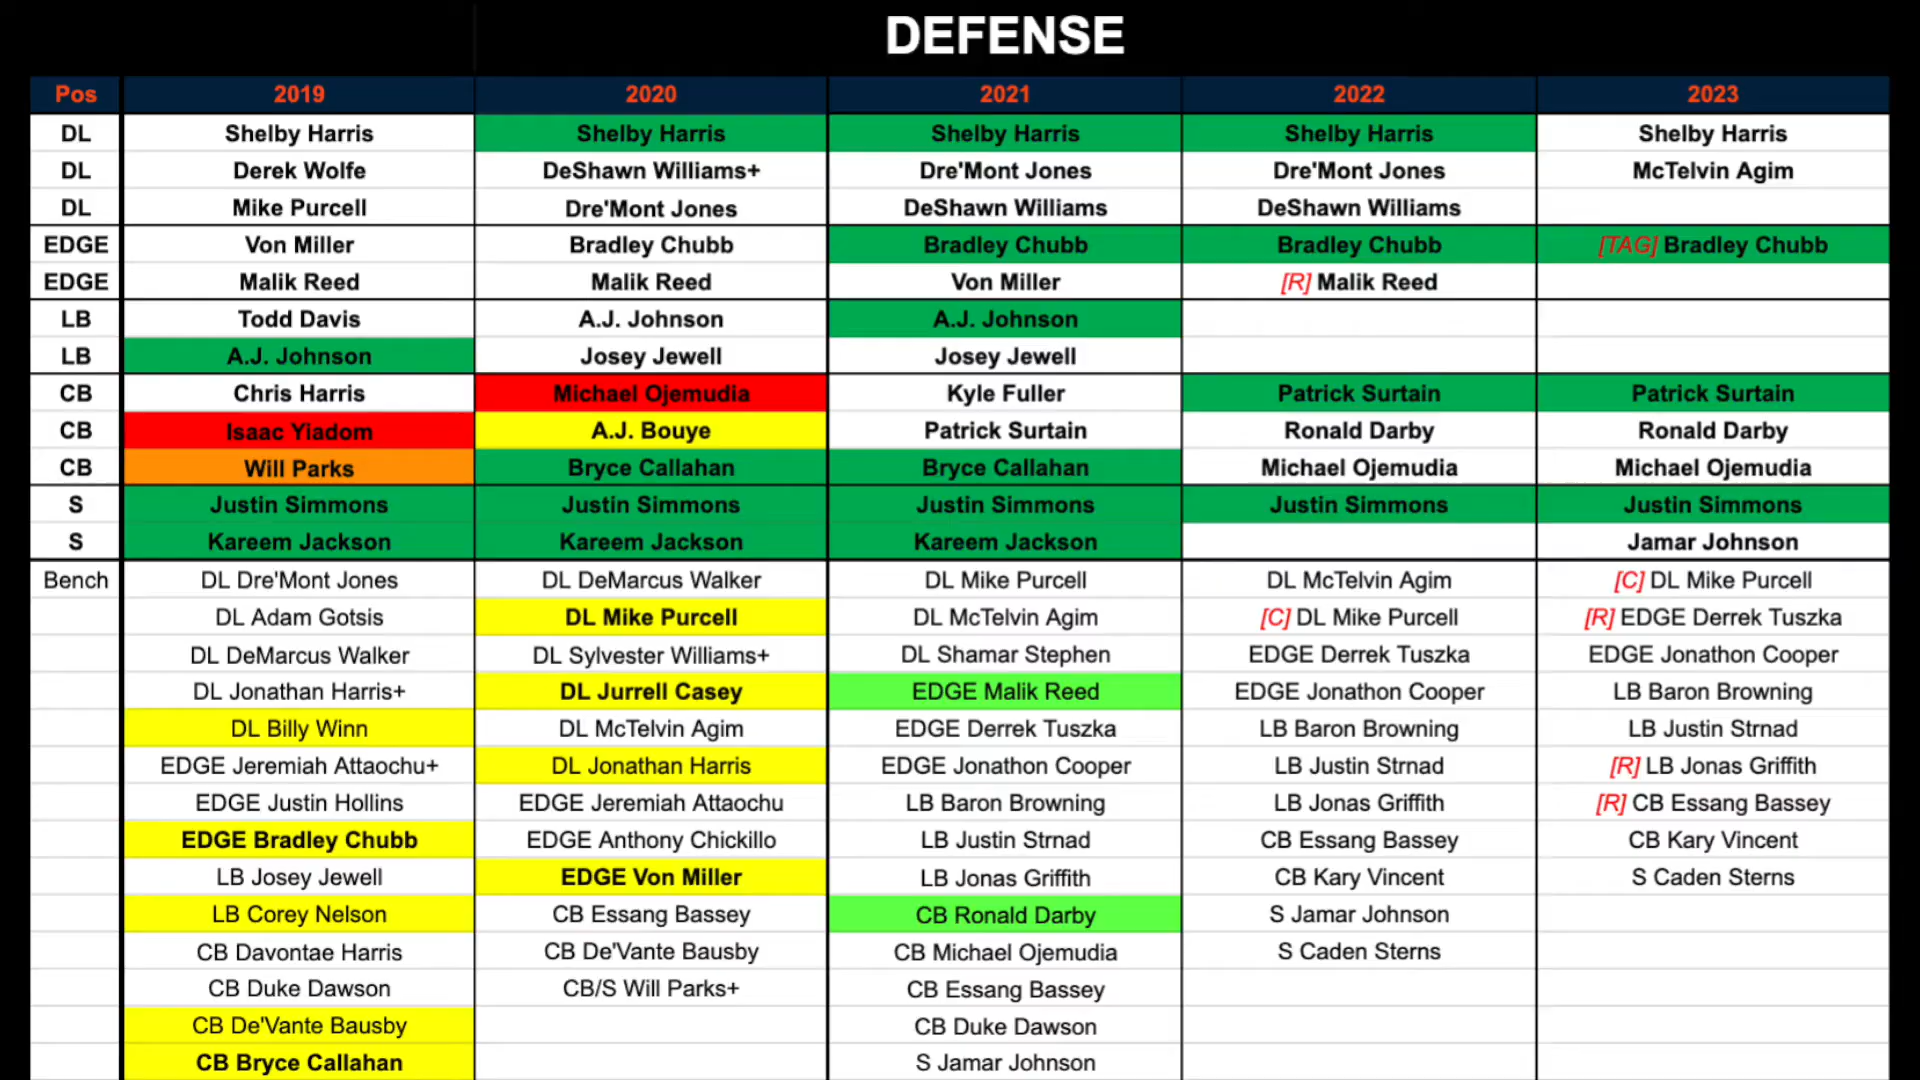 DEFENSE
Pos 2019 2020 2021 2022 2023
DL Shelby Harris Shelby Harris Shelby Harris Shelby Harris Shelby Harris
DL Derek Wolfe DeShawn Williams+ Dre'Mont Jones Dre'Mont Jones McTelvin Agim
DL Mike Purcell Dre'Mont Jones DeShawn Williams DeShawn Williams
EDGE Von Miller Bradley Chubb Bradley Chubb Bradley Chubb [TAG] Bradley Chubb
EDGE Malik Reed Malik Reed Von Miller [R] Malik Reed
LB Todd Davis A.J. Johnson A.J. Johnson
LB A.J. Johnson Josey Jewell Josey Jewell
CB Chris Harris Michael Ojemudia Kyle Fuller Patrick Surtain Patrick Surtain
CB Isaac Yiadom A.J. Bouye Patrick Surtain Ronald Darby Ronald Darby
CB Will Parks Bryce Callahan Bryce Callahan Michael Ojemudia Michael Ojemudia
S Justin Simmons Justin Simmons Justin Simmons Justin Simmons Justin Simmons
S Kareem Jackson Kareem Jackson Kareem Jackson Jamar Johnson
Bench DL Dre'Mont Jones DL DeMarcus Walker DL Mike Purcell DL McTelvin Agim [C] DL Mike Purcell
DL Adam Gotsis DL Mike Purcell DL McTelvin Agim [C] DL Mike Purcell [R] EDGE Derrek Tuszka
DL DeMarcus Walker DL Sylvester Williams+ DL Shamar Stephen EDGE Derrek Tuszka EDGE Jonathon Cooper
DL Jonathan Harris+ DL Jurrell Casey EDGE Malik Reed EDGE Jonathon Cooper LB Baron Browning
DL Billy Winn DL McTelvin Agim EDGE Derrek Tuszka LB Baron Browning LB Justin Strnad
EDGE Jeremiah Attaochu+ DL Jonathan Harris EDGE Jonathon Cooper LB Justin Strnad [R] LB Jonas Griffith
EDGE Justin Hollins EDGE Jeremiah Attaochu LB Baron Browning LB Jonas Griffith [R] CB Essang Bassey
EDGE Bradley Chubb EDGE Anthony Chickillo LB Justin Strnad CB Essang Bassey CB Kary Vincent
LB Josey Jewell EDGE Von Miller LB Jonas Griffith CB Kary Vincent S Caden Sterns
LB Corey Nelson CB Essang Bassey CB Ronald Darby S Jamar Johnson
CB Davontae Harris CB De'Vante Bausby CB Michael Ojemudia S Caden Sterns
CB Duke Dawson CB/S Will Parks+ CB Essang Bassey
CB De'Vante Bausby CB Duke Dawson
CB Bryce Callahan S Jamar Johnson